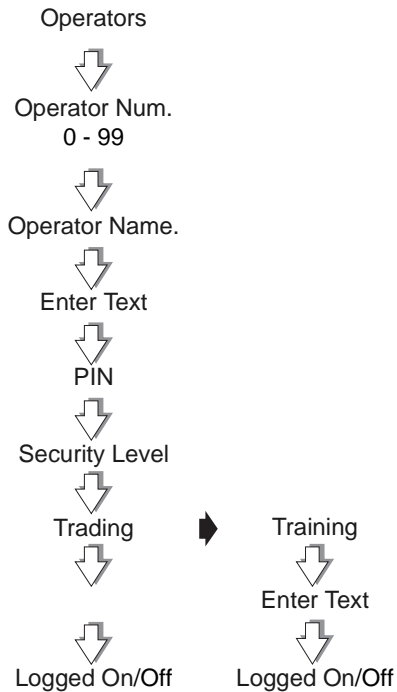 Operators
Operator Num.
0 - 99
Operator Name.
Enter Text
PIN
Security Level
Trading
Training
Enter Text
Logged On/Off
Logged On/Off